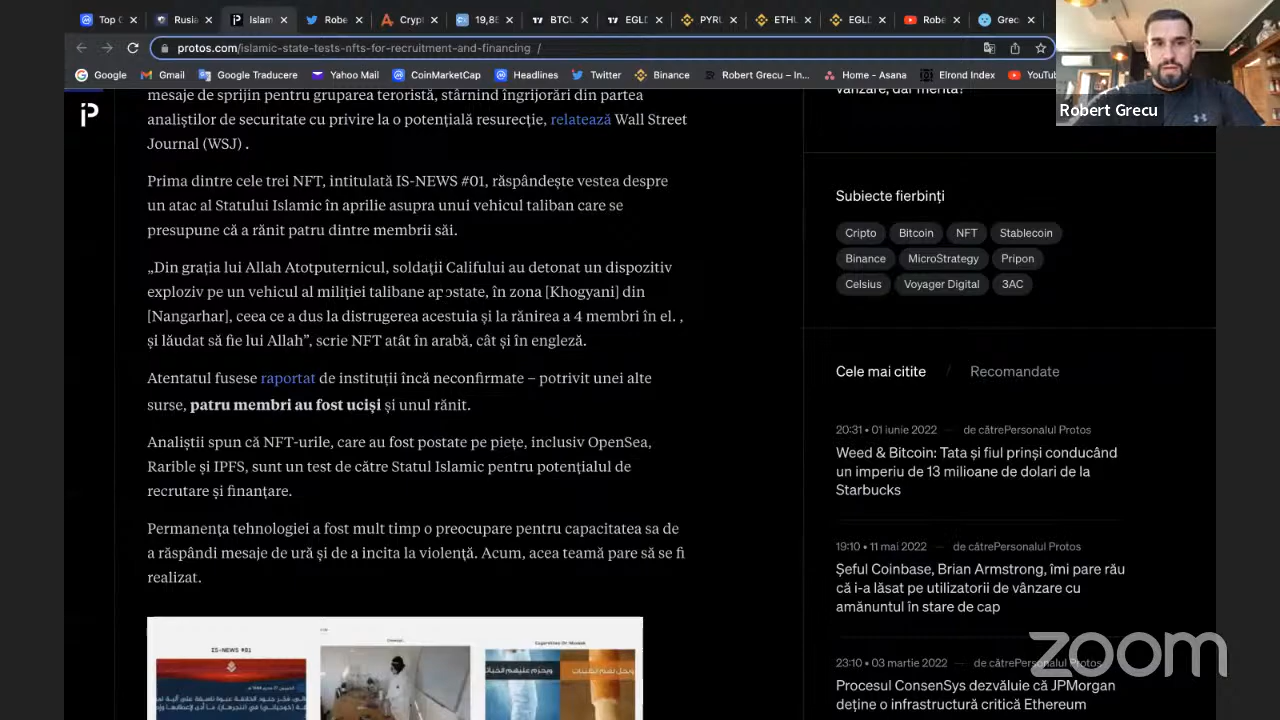 Top C
Rusia
Islam
Robe
Crypt
19,85
BTCU
EGLD
PYRU
ETHU
EGLD
Robe
Grec
protos.com/islamic-state-tests-nfts-for-recruitment-and-financing /
Google
Gmail
Google Traducere
Yahoo Mail
CoinMarketCap
Headlines
Twitter
Binance
Robert Grecu – In...
Home - Asana
Elrond Index
YouTub
Robert Grecu
mesaje de sprijin pentru gruparea teroristă, stârnind îngrijorări din partea
analiștilor de securitate cu privire la o potențială resurecție, relatează Wall Street
Journal (WSJ) .
Prima dintre cele trei NFT, intitulată IS-NEWS #01, răspândește vestea despre
un atac al Statului Islamic în aprilie asupra unui vehicul taliban care se
presupune că a rănit patru dintre membrii săi.
„Din grația lui Allah Atotputernicul, soldații Califului au detonat un dispozitiv
exploziv pe un vehicul al miliției talibane apostate, în zona [Khogyani] din
[Nangarhar], ceea ce a dus la distrugerea acestuia și la rănirea a 4 membri în el. ,
și lăudat să fie lui Allah”, scrie NFT atât în arabă, cât și în engleză.
Atentatul fusese raportat de instituții încă neconfirmate – potrivit unei alte
surse, patru membri au fost uciși și unul rănit.
Analiștii spun că NFT-urile, care au fost postate pe piețe, inclusiv OpenSea,
Rarible și IPFS, sunt un test de către Statul Islamic pentru potențialul de
recrutare și finanțare.
Permanența tehnologiei a fost mult timp o preocupare pentru capacitatea sa de
a răspândi mesaje de ură și de a incita la violență. Acum, acea teamă pare să se fi
realizat.
IS-NEWS #01
vânzare, dar merită?
Subiecte fierbinți
Cripto
Bitcoin
NFT
Stablecoin
Binance
MicroStrategy
Pripon
Celsius
Voyager Digital
3AC
Cele mai citite / Recomandate
20:31 • 01 iunie 2022 — de cătrePersonalul Protos
Weed & Bitcoin: Tata și fiul prinși conducând
un imperiu de 13 milioane de dolari de la
Starbucks
19:10 • 11 mai 2022 — de cătrePersonalul Protos
Șeful Coinbase, Brian Armstrong, îmi pare rău
că i-a lăsat pe utilizatorii de vânzare cu
amănuntul în stare de cap
23:10 • 03 martie 2022 — de cătrePersonalul Protos
Procesul ConsenSys dezvăluie că JPMorgan
deține o infrastructură critică Ethereum
zoom